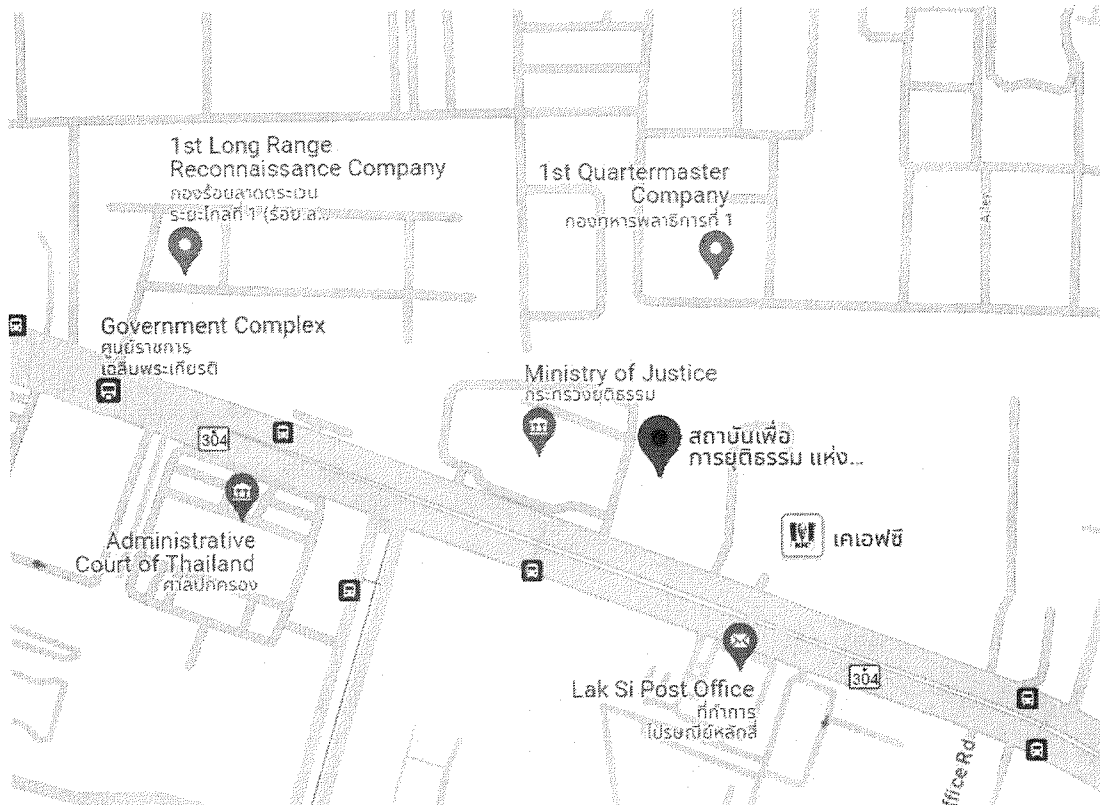 1st Long Range
Reconnaissance Company
กองร้อยลาดตระเวน
ระยะไกลที่ 1 (ร้อย.ล...
1st Quartermaster
Company
กองทหารพลาธิการที่ 1
Alley
Government Complex
ศูนย์ราชการ
เฉลิมพระเกียรติ
Ministry of Justice
กระทรวงยุติธรรม
สถาบันเพื่อ
การยุติธรรม แห่ง...
304
Administrative
Court of Thailand
ศาลปกครอง
KFC
เคเอฟซี
Lak Si Post Office
ที่ทำการ
ไปรษณีย์หลักสี่
304
ffice Rd